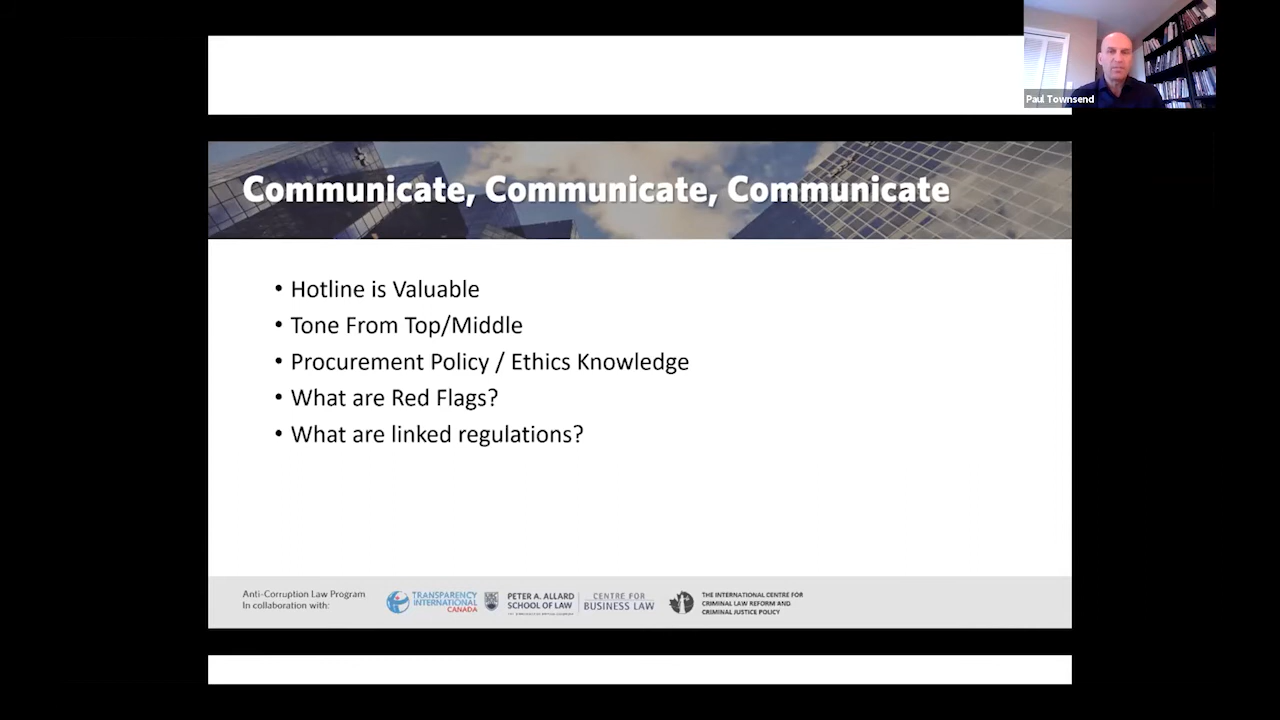 Paul Townsend
Communicate, Communicate, Communicate
• Hotline is Valuable
• Tone From Top/Middle
• Procurement Policy / Ethics Knowledge
• What are Red Flags?
• What are linked regulations?
Anti-Corruption Law Program
In collaboration with:
TRANSPARENCY
INTERNATIONAL
CANADA
PETER A. ALLARD
SCHOOL OF LAW
CENTRE FOR
BUSINESS LAW
THE INTERNATIONAL CENTRE FOR
CRIMINAL LAW REFORM AND
CRIMINAL JUSTICE POLICY